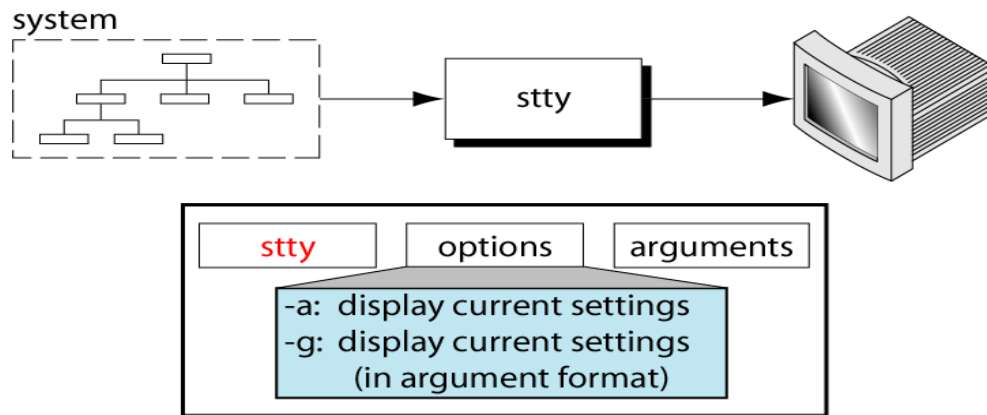 system
stty
stty options arguments
-a: display current settings
-g: display current settings
(in argument format)